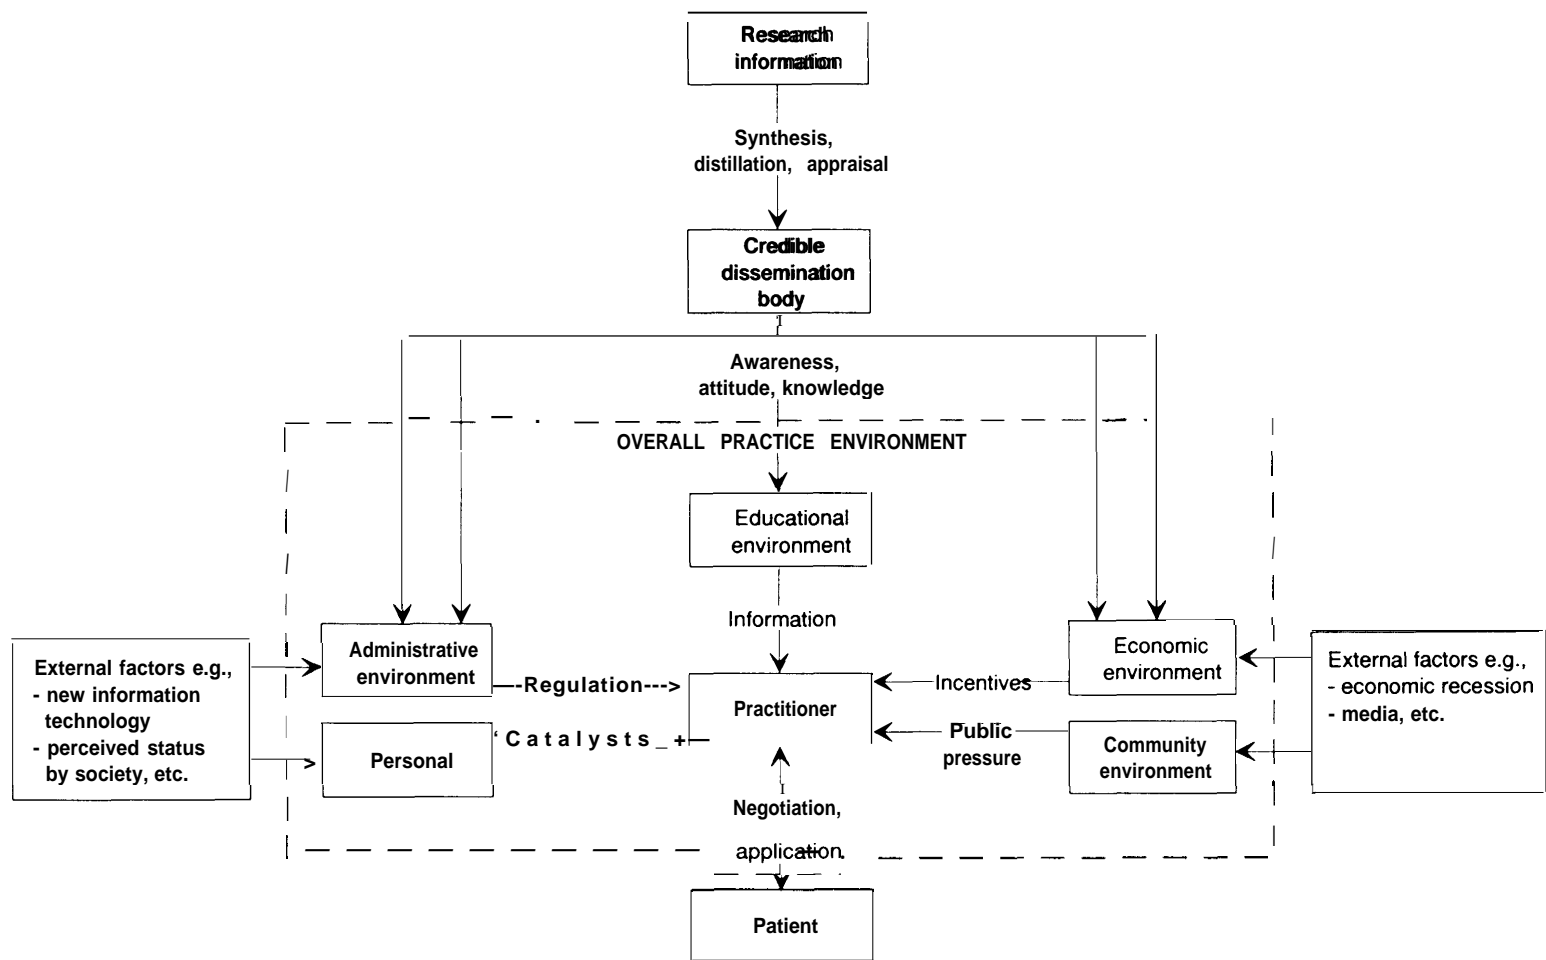 Research
information
Synthesis,
distillation, appraisal
Credible
dissemination
body
Awareness,
attitude, knowledge
OVERALL PRACTICE ENVIRONMENT
Educational
environment
Information
External factors e.g.,
- new information
technology
- perceived status
by society, etc.
Administrative
environment
Regulation
Personal
Catalysts
Practitioner
Incentives
Public
pressure
Economic
environment
Community
environment
External factors e.g.,
- economic recession
- media, etc.
Negotiation,
application
Patient